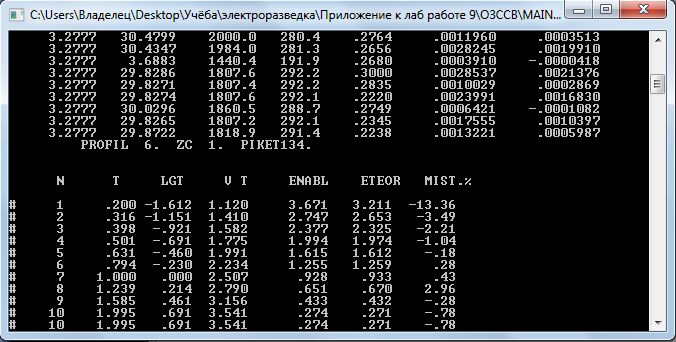 C:\Users\Владелец\Desktop\Учёба\электроразведка\Приложение к лаб работе 9\ОЗССВ\MAIN...
3.2777 30.4799 2000.0 280.4 .2764 .0011960 .0003513
3.2777 30.4347 1984.0 281.3 .2656 .0028245 .0019910
3.2777 3.6883 1440.4 191.9 .2680 .0003910 -.0000418
3.2777 29.8286 1807.6 292.2 .3000 .0028537 .0021376
3.2777 29.8271 1807.4 292.2 .2835 .0010029 .0002869
3.2777 29.8274 1807.6 292.1 .2220 .0023991 .0016830
3.2777 30.0296 1860.5 288.7 .2749 .0006421 -.0001082
3.2777 29.8265 1807.2 292.1 .2345 .0017555 .0010397
3.2777 29.8722 1818.9 291.4 .2238 .0013221 .0005987
PROFIL 6. ZC 1. PIKET134.
N T LGT V T ENABL ETEOR MIST.%
# 1 .200 -1.612 1.120 3.671 3.211 -13.36
# 2 .316 -1.151 1.410 2.747 2.653 -3.49
# 3 .398 -.921 1.582 2.377 2.325 -2.21
# 4 .501 -.691 1.775 1.994 1.974 -1.04
# 5 .631 -.460 1.991 1.615 1.612 -.18
# 6 .794 -.230 2.234 1.255 1.259 .28
# 7 1.000 .000 2.507 .928 .933 .43
# 8 1.239 .214 2.790 .651 .670 2.96
# 9 1.585 .461 3.156 .433 .432 -.28
# 10 1.995 .691 3.541 .274 .271 -.78
# 10 1.995 .691 3.541 .274 .271 -.78